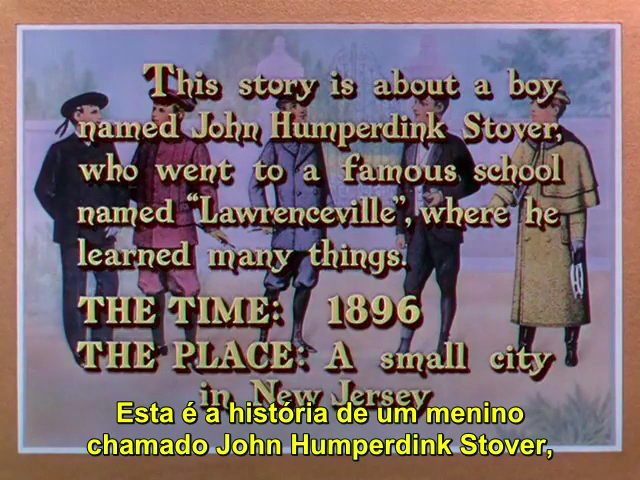 This story is about a boy
named John Humperdink Stover,
who went to a famous school
named "Lawrenceville", where he
learned many things.
THE TIME: 1896
THE PLACE: A small city
in New Jersey
Esta é a história de um menino
chamado John Humperdink Stover,